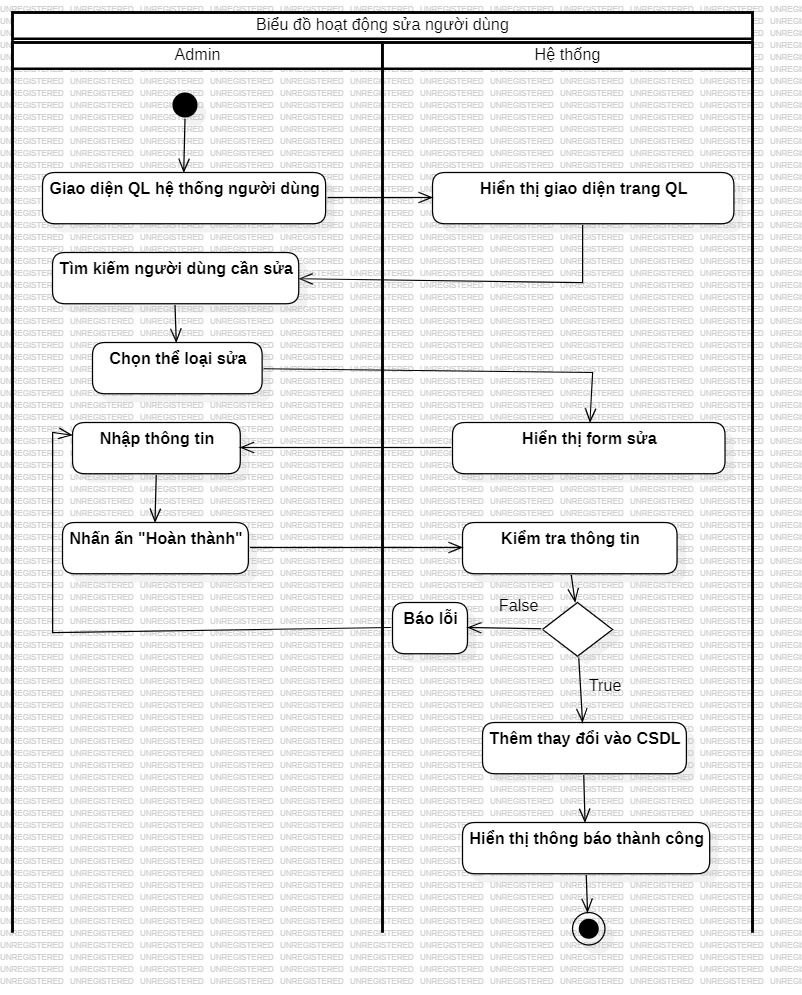 Biểu đồ hoạt động sửa người dùng
Admin
Hệ thống
Giao diện QL hệ thống người dùng
Hiển thị giao diện trang QL
Tìm kiếm người dùng cần sửa
Chọn thể loại sửa
Nhập thông tin
Hiển thị form sửa
Nhấn ấn "Hoàn thành"
Kiểm tra thông tin
False
Báo lỗi
True
Thêm thay đổi vào CSDL
Hiển thị thông báo thành công
UNREGISTERED